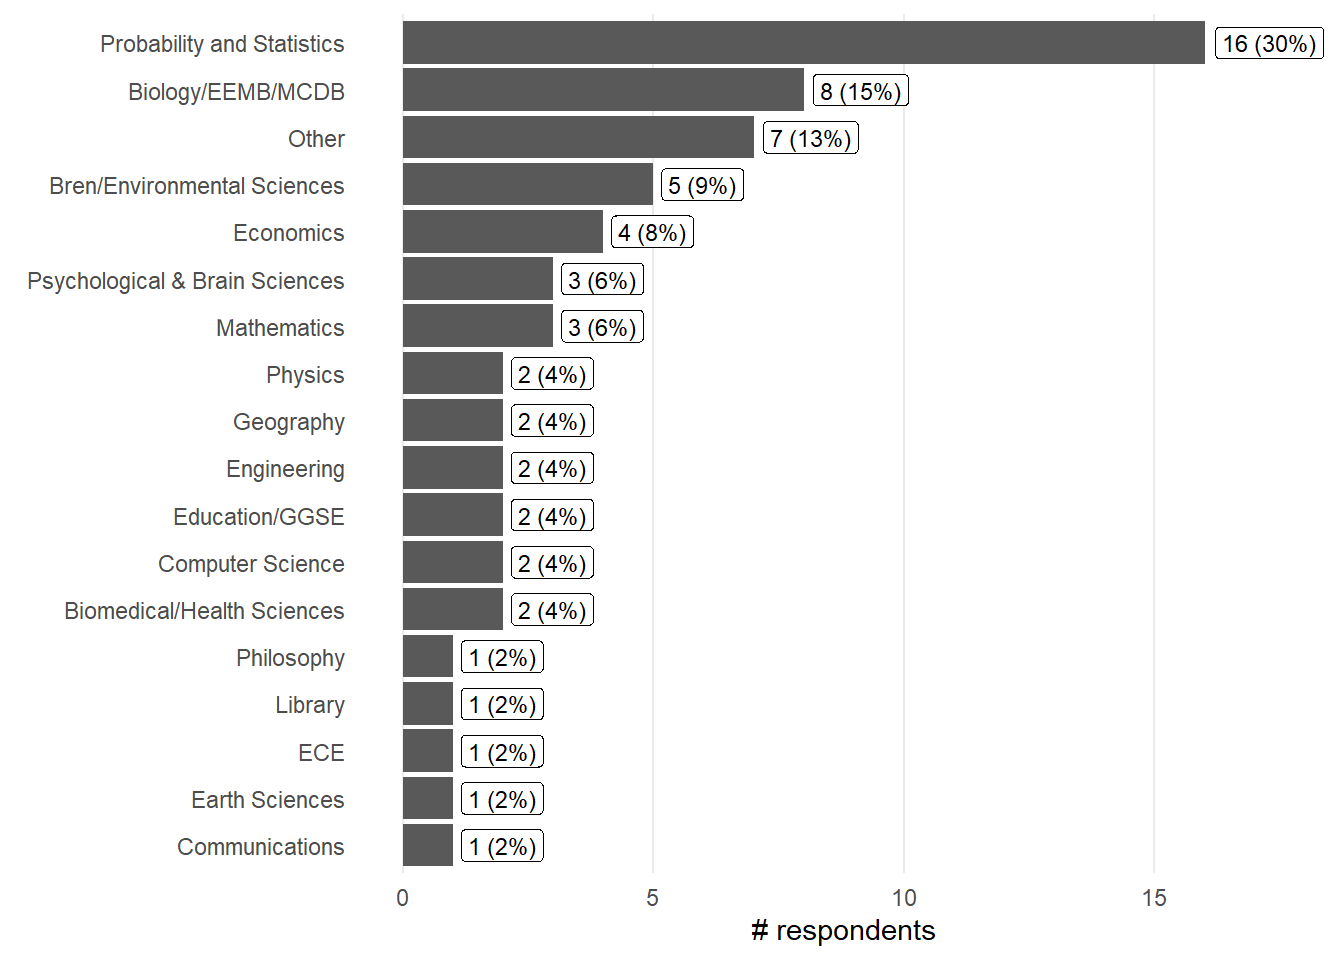 Probability and Statistics 16 (30%)
Biology/EEMB/MCDB 8 (15%)
Other 7 (13%)
Bren/Environmental Sciences 5 (9%)
Economics 4 (8%)
Psychological & Brain Sciences 3 (6%)
Mathematics 3 (6%)
Physics 2 (4%)
Geography 2 (4%)
Engineering 2 (4%)
Education/GGSE 2 (4%)
Computer Science 2 (4%)
Biomedical/Health Sciences 2 (4%)
Philosophy 1 (2%)
Library 1 (2%)
ECE 1 (2%)
Earth Sciences 1 (2%)
Communications 1 (2%)
0 5 10 15
# respondents